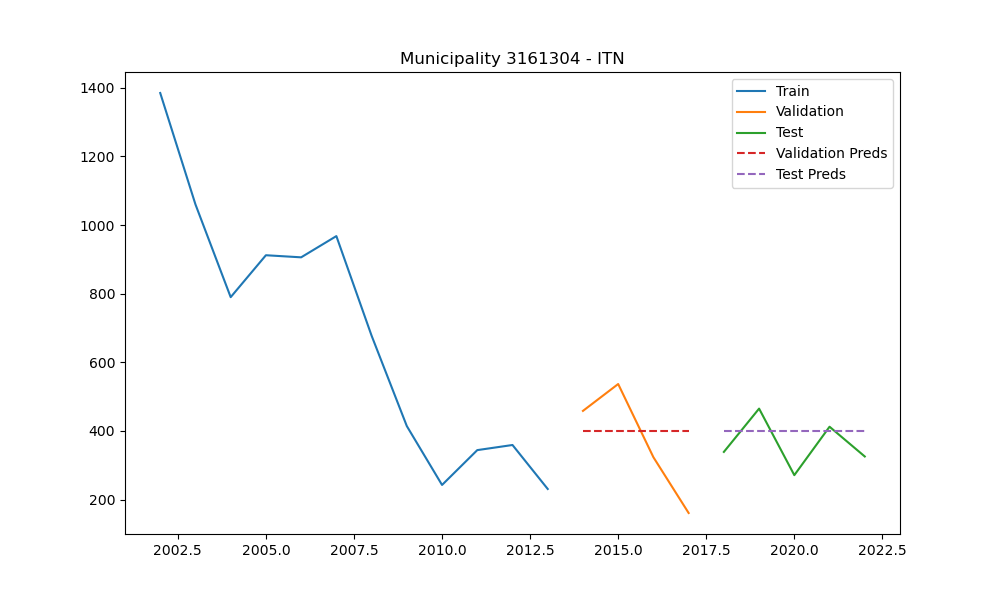 Municipality 3161304 - ITN
1400
1200
1000
800
600
400
200
Train
Validation
Test
Validation Preds
Test Preds
2002.5 2005.0 2007.5 2010.0 2012.5 2015.0 2017.5 2020.0 2022.5